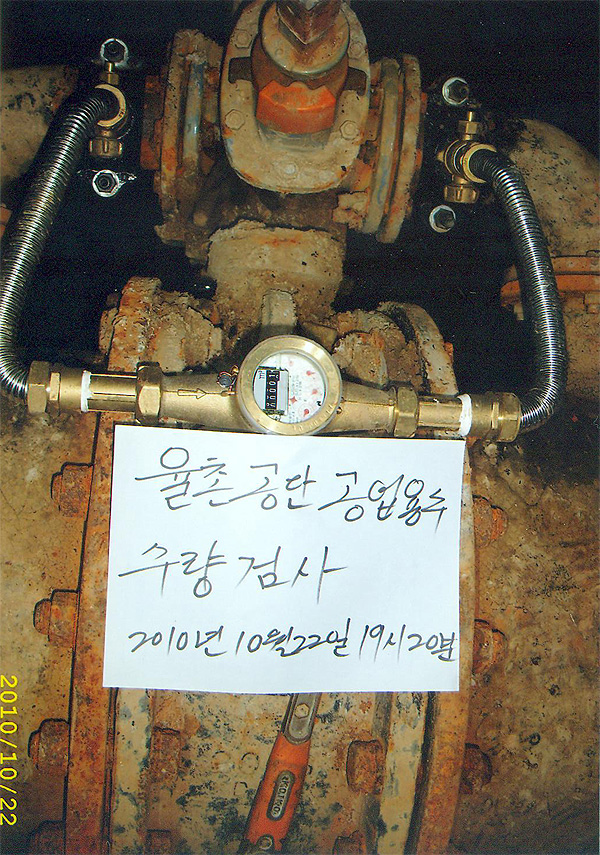 율촌공단 공업용수
수량 검사
2010년 10월 22일 19시 20분
2010/10/22